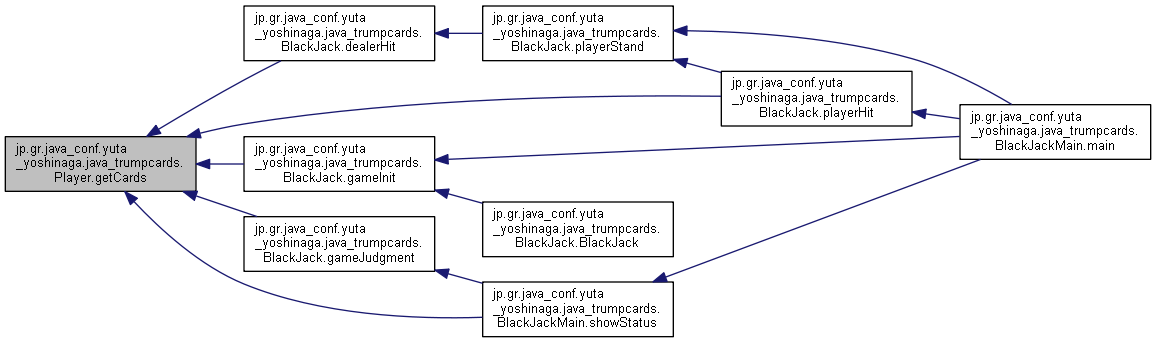 jp.gr.java_conf.yuta
_yoshinaga.java_trumpcards.
BlackJack.dealerHit
jp.gr.java_conf.yuta
_yoshinaga.java_trumpcards.
BlackJack.playerStand
jp.gr.java_conf.yuta
_yoshinaga.java_trumpcards.
BlackJack.playerHit
jp.gr.java_conf.yuta
_yoshinaga.java_trumpcards.
BlackJackMain.main
jp.gr.java_conf.yuta
_yoshinaga.java_trumpcards.
Player.getCards
jp.gr.java_conf.yuta
_yoshinaga.java_trumpcards.
BlackJack.gameInit
jp.gr.java_conf.yuta
_yoshinaga.java_trumpcards.
BlackJack.BlackJack
jp.gr.java_conf.yuta
_yoshinaga.java_trumpcards.
BlackJack.gameJudgment
jp.gr.java_conf.yuta
_yoshinaga.java_trumpcards.
BlackJackMain.showStatus